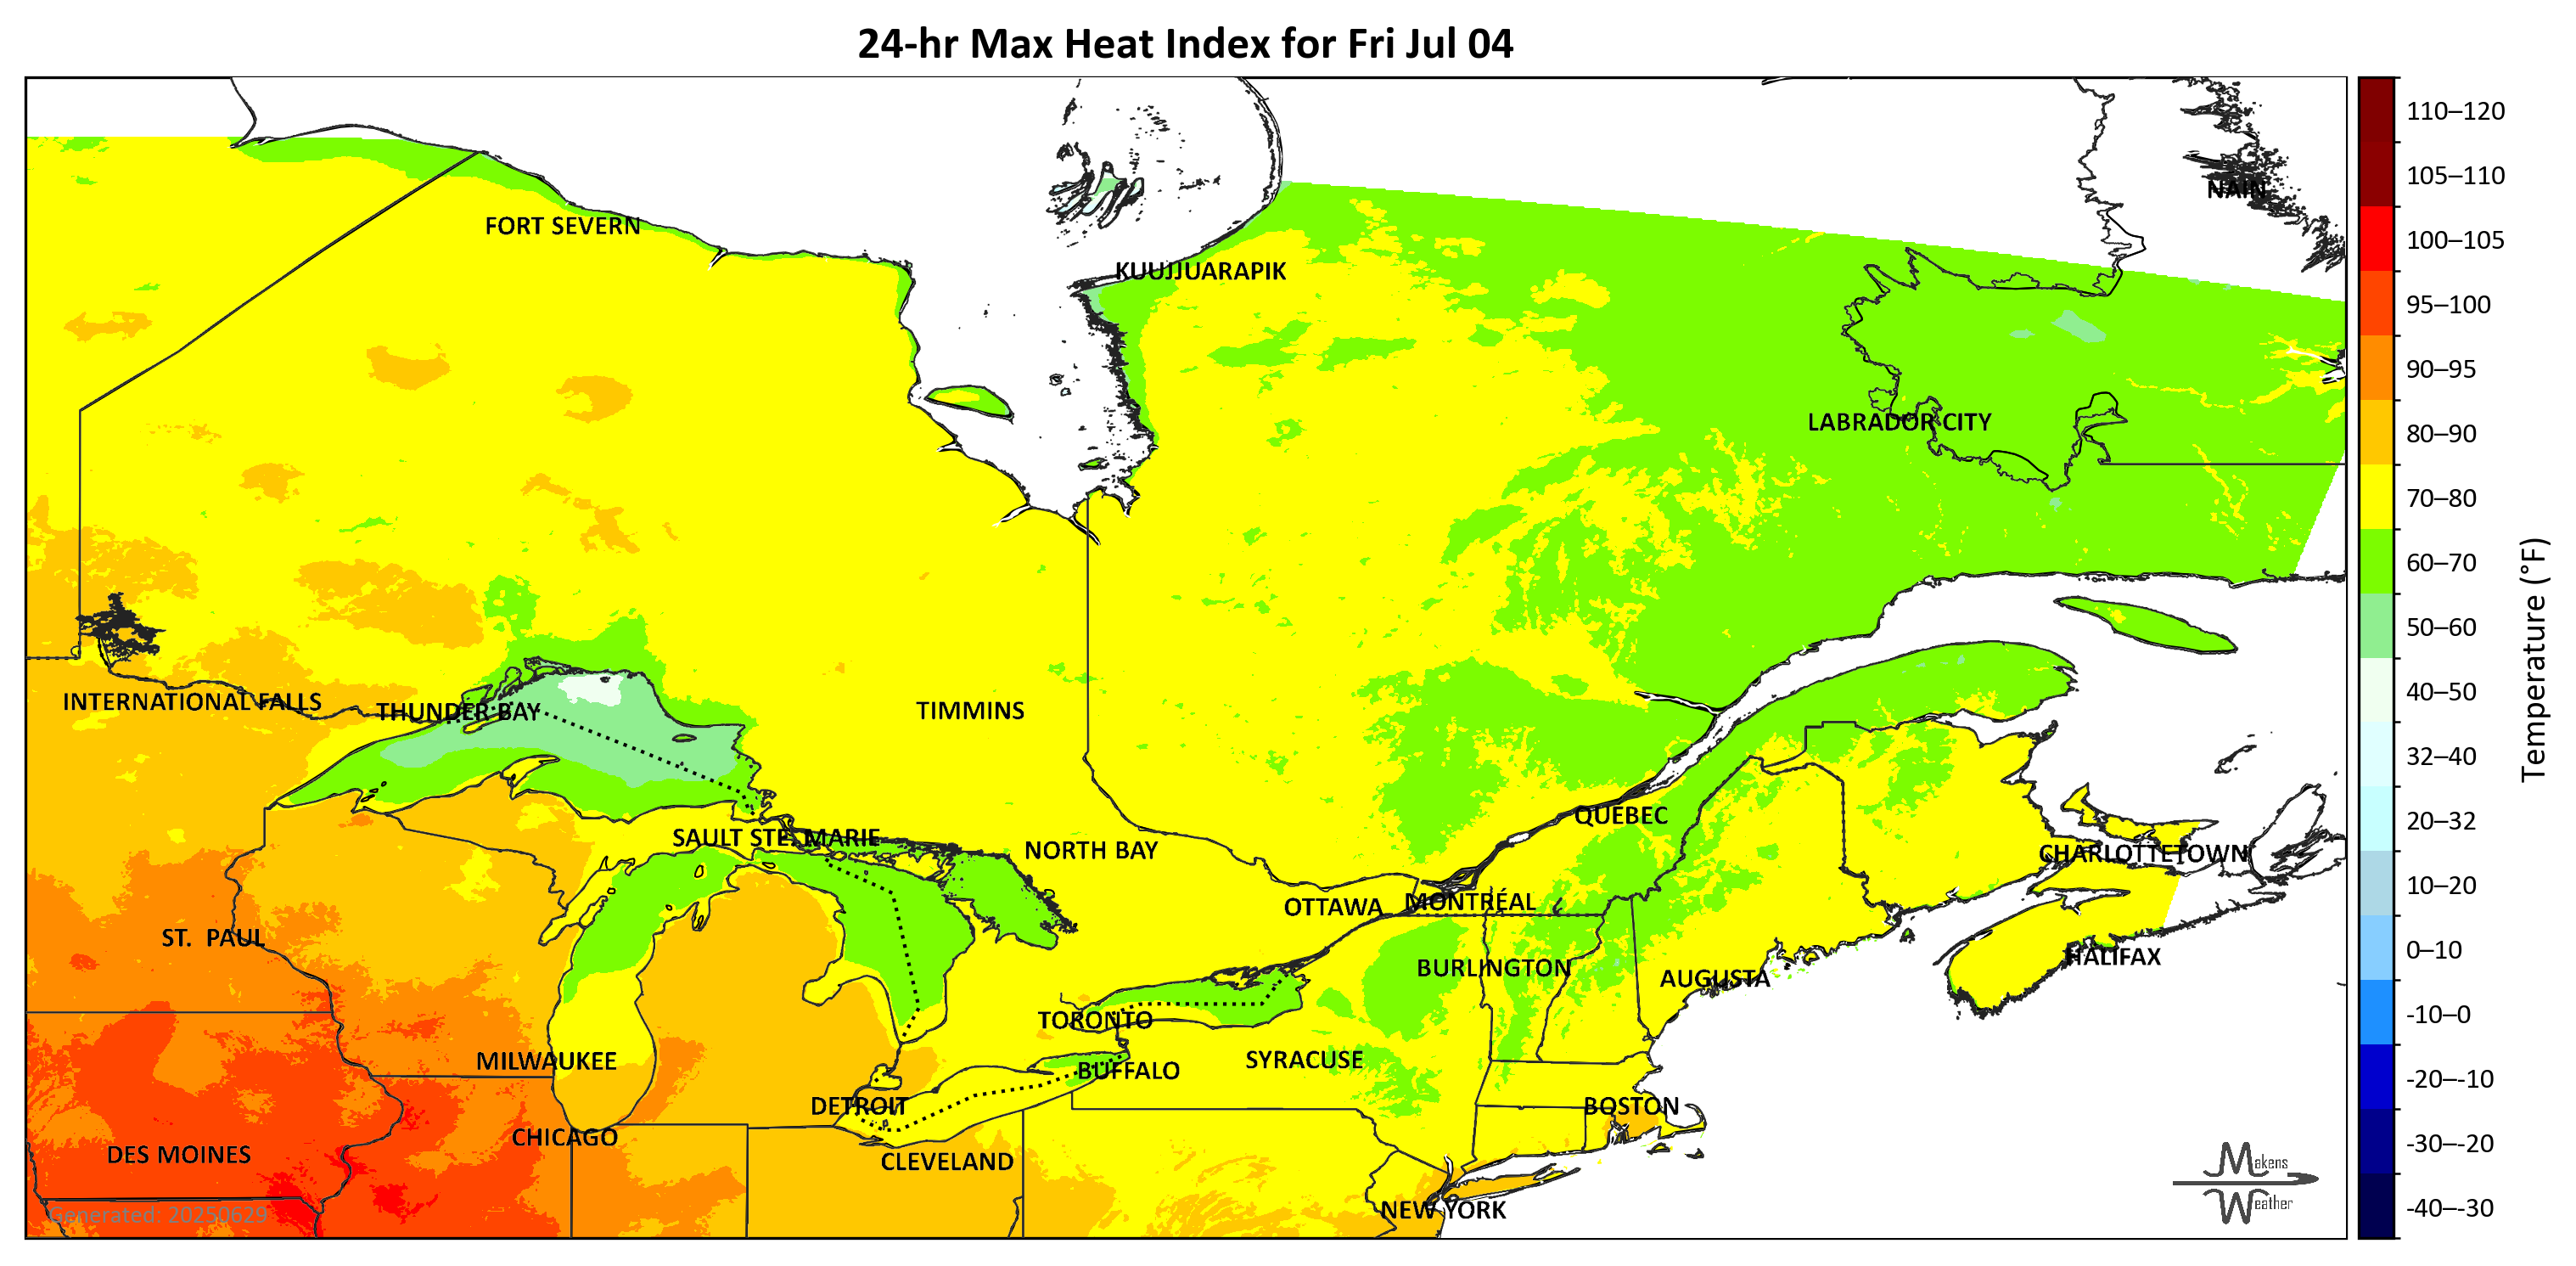 24-hr Max Heat Index for Fri Jul 04
NAIN
FORT SEVERN
KUUJJUARAPIK
LABRADOR CITY
INTERNATIONAL FALLS
THUNDER BAY
TIMMINS
QUÉBEC
SAULT STE. MARIE
NORTH BAY
CHARLOTTETOWN
OTTAWA
MONTRÉAL
ST. PAUL
BURLINGTON
AUGUSTA
HALIFAX
TORONTO
MILWAUKEE
BUFFALO
SYRACUSE
DETROIT
BOSTON
CHICAGO
DES MOINES
CLEVELAND
NEW YORK
Generated: 20250629
Makens
Weather
110–120
105–110
100–105
95–100
90–95
80–90
70–80
60–70
50–60
40–50
32–40
20–32
10–20
0–10
-10–0
-20–-10
-30–-20
-40–-30
Temperature (°F)